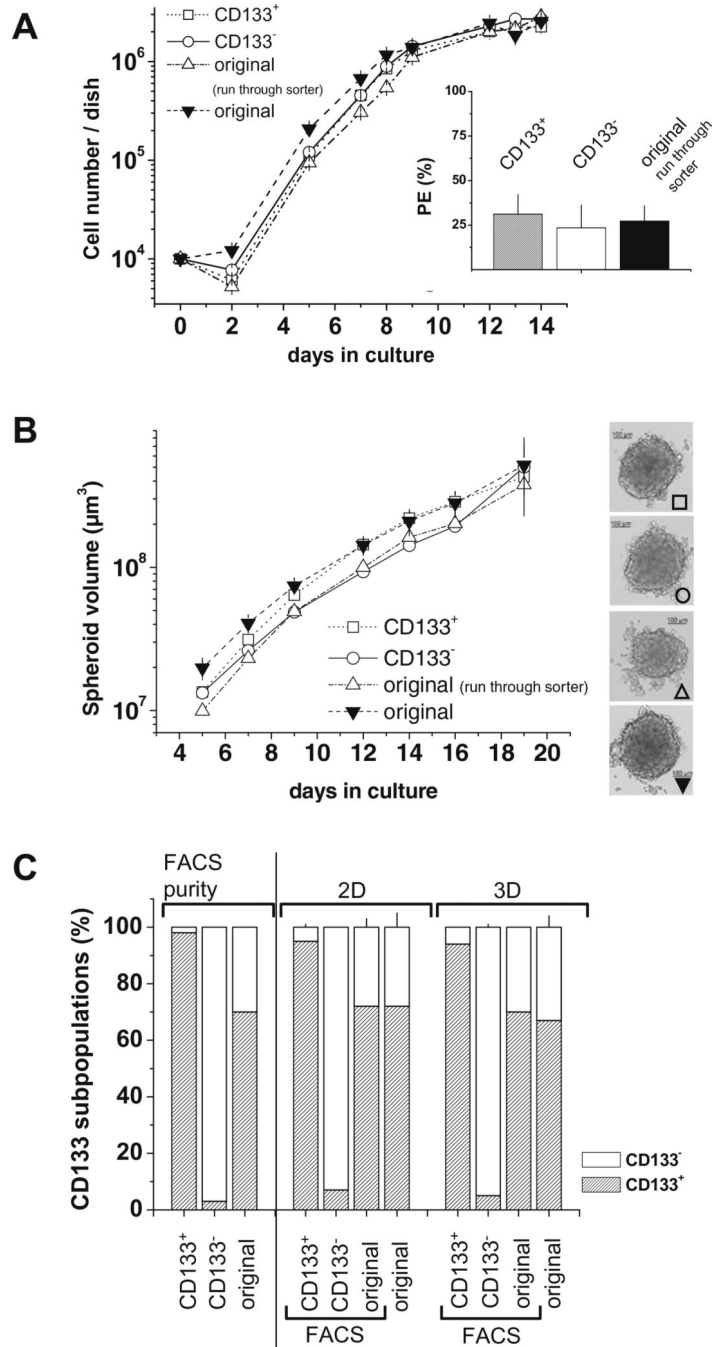 A
CD133+
CD133-
original
(run through sorter)
original
Cell number / dish
10^6
10^5
10^4
0 2 4 6 8 10 12 14
days in culture
PE (%)
100
75
50
25
CD133+
CD133-
original
run through
sorter
B
Spheroid volume (µm3)
10^8
10^7
4 6 8 10 12 14 16 18 20
days in culture
CD133+
CD133-
original (run through sorter)
original
100 µm
100 µm
100 µm
100 µm
C
FACS
purity
2D
3D
CD133 subpopulations (%)
100
80
60
40
20
0
CD133-
CD133+
CD133+
CD133-
original
CD133+
CD133-
original
original
CD133+
CD133-
original
original
FACS
FACS